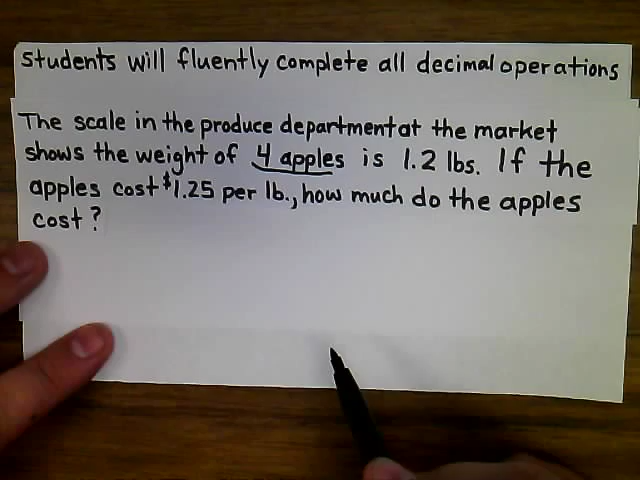 Students will fluently complete all decimal operations
The scale in the produce department at the market
shows the weight of 4 apples is 1.2 lbs. If the
apples cost $1.25 per lb., how much do the apples
cost?